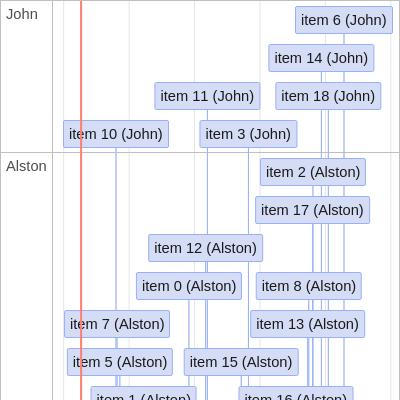 John
item 6 (John)
item 14 (John)
item 11 (John)
item 18 (John)
item 10 (John)
item 3 (John)
Alston
item 2 (Alston)
item 17 (Alston)
item 12 (Alston)
item 0 (Alston)
item 8 (Alston)
item 7 (Alston)
item 13 (Alston)
item 5 (Alston)
item 15 (Alston)
item 1 (Alston)
item 16 (Alston)